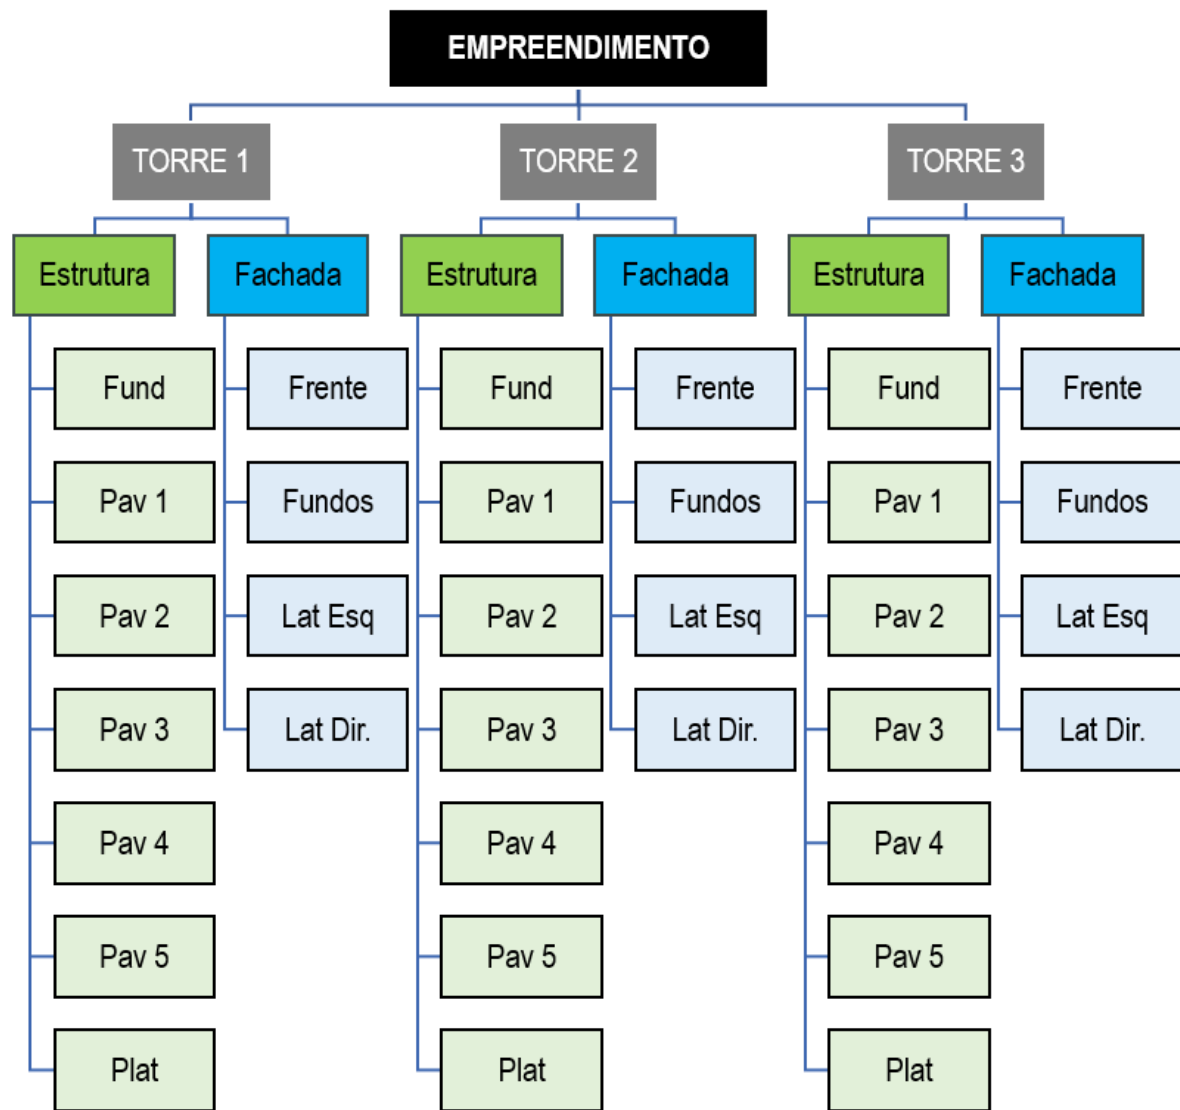 EMPREENDIMENTO
TORRE 1
TORRE 2
TORRE 3
Estrutura
Fachada
Estrutura
Fachada
Estrutura
Fachada
Fund
Frente
Fund
Frente
Fund
Frente
Pav 1
Fundos
Pav 1
Fundos
Pav 1
Fundos
Pav 2
Lat Esq
Pav 2
Lat Esq
Pav 2
Lat Esq
Pav 3
Lat Dir.
Pav 3
Lat Dir.
Pav 3
Lat Dir.
Pav 4
Pav 4
Pav 4
Pav 5
Pav 5
Pav 5
Plat
Plat
Plat